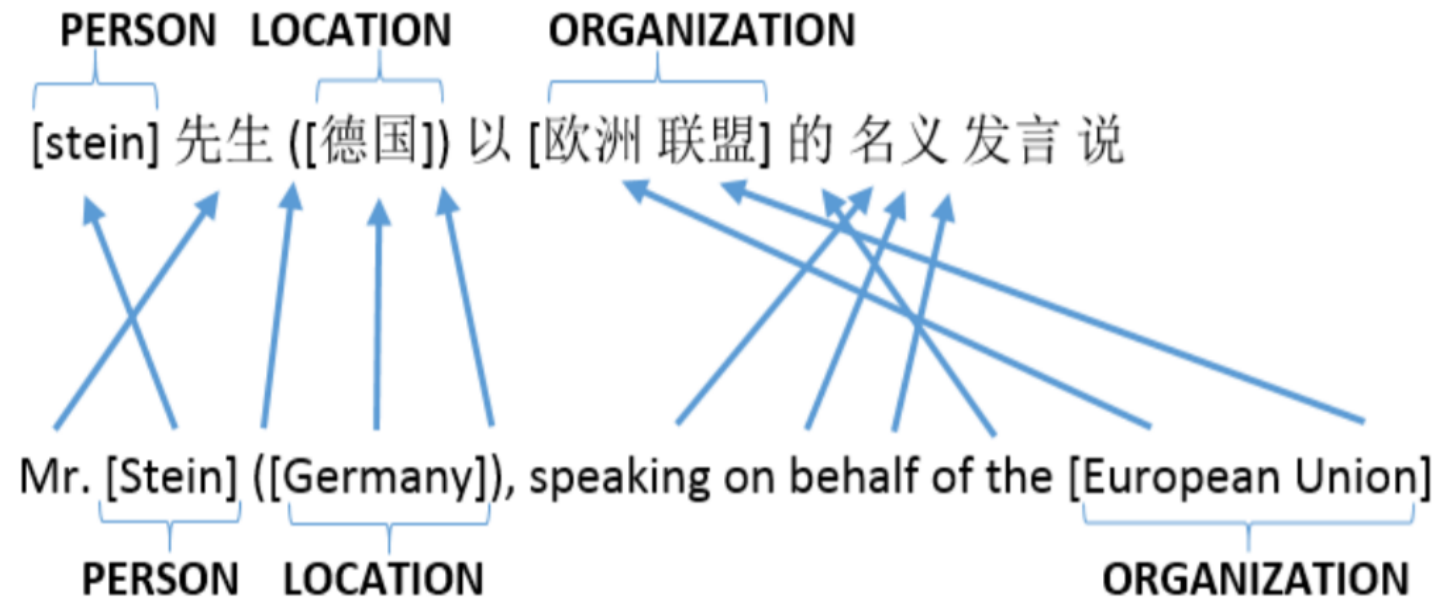 PERSON LOCATION ORGANIZATION
[stein] 先生 ([德国]) 以 [欧洲 联盟] 的 名义 发言 说
Mr. [Stein] ([Germany]), speaking on behalf of the [European Union]
PERSON LOCATION ORGANIZATION